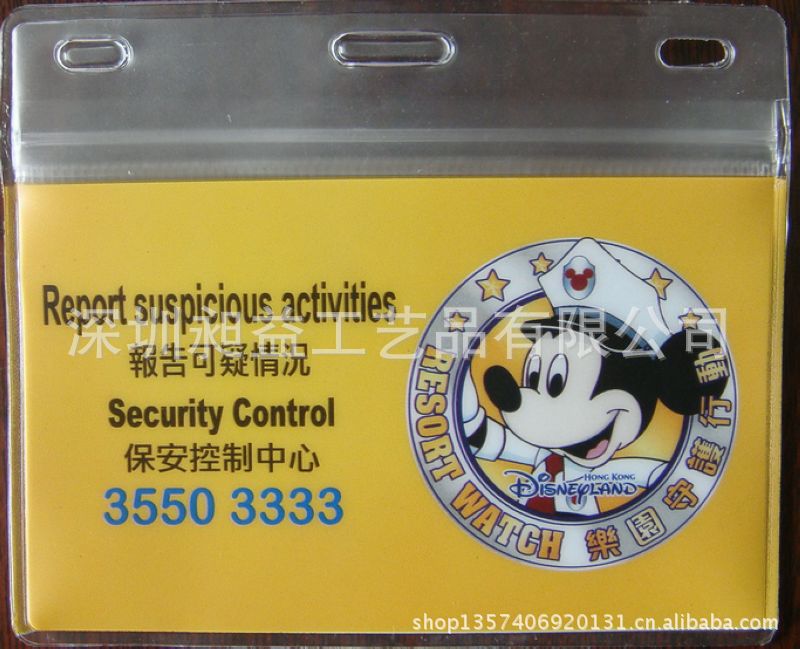 Report suspicious activities
深圳昶益工艺品有限公司
報告可疑情況
Security Control
保安控制中心
3550 3333
RESORT WATCH 樂園守護行動
HONG KONG
DISNEYLAND
shop1357406920131.cn.alibaba.com